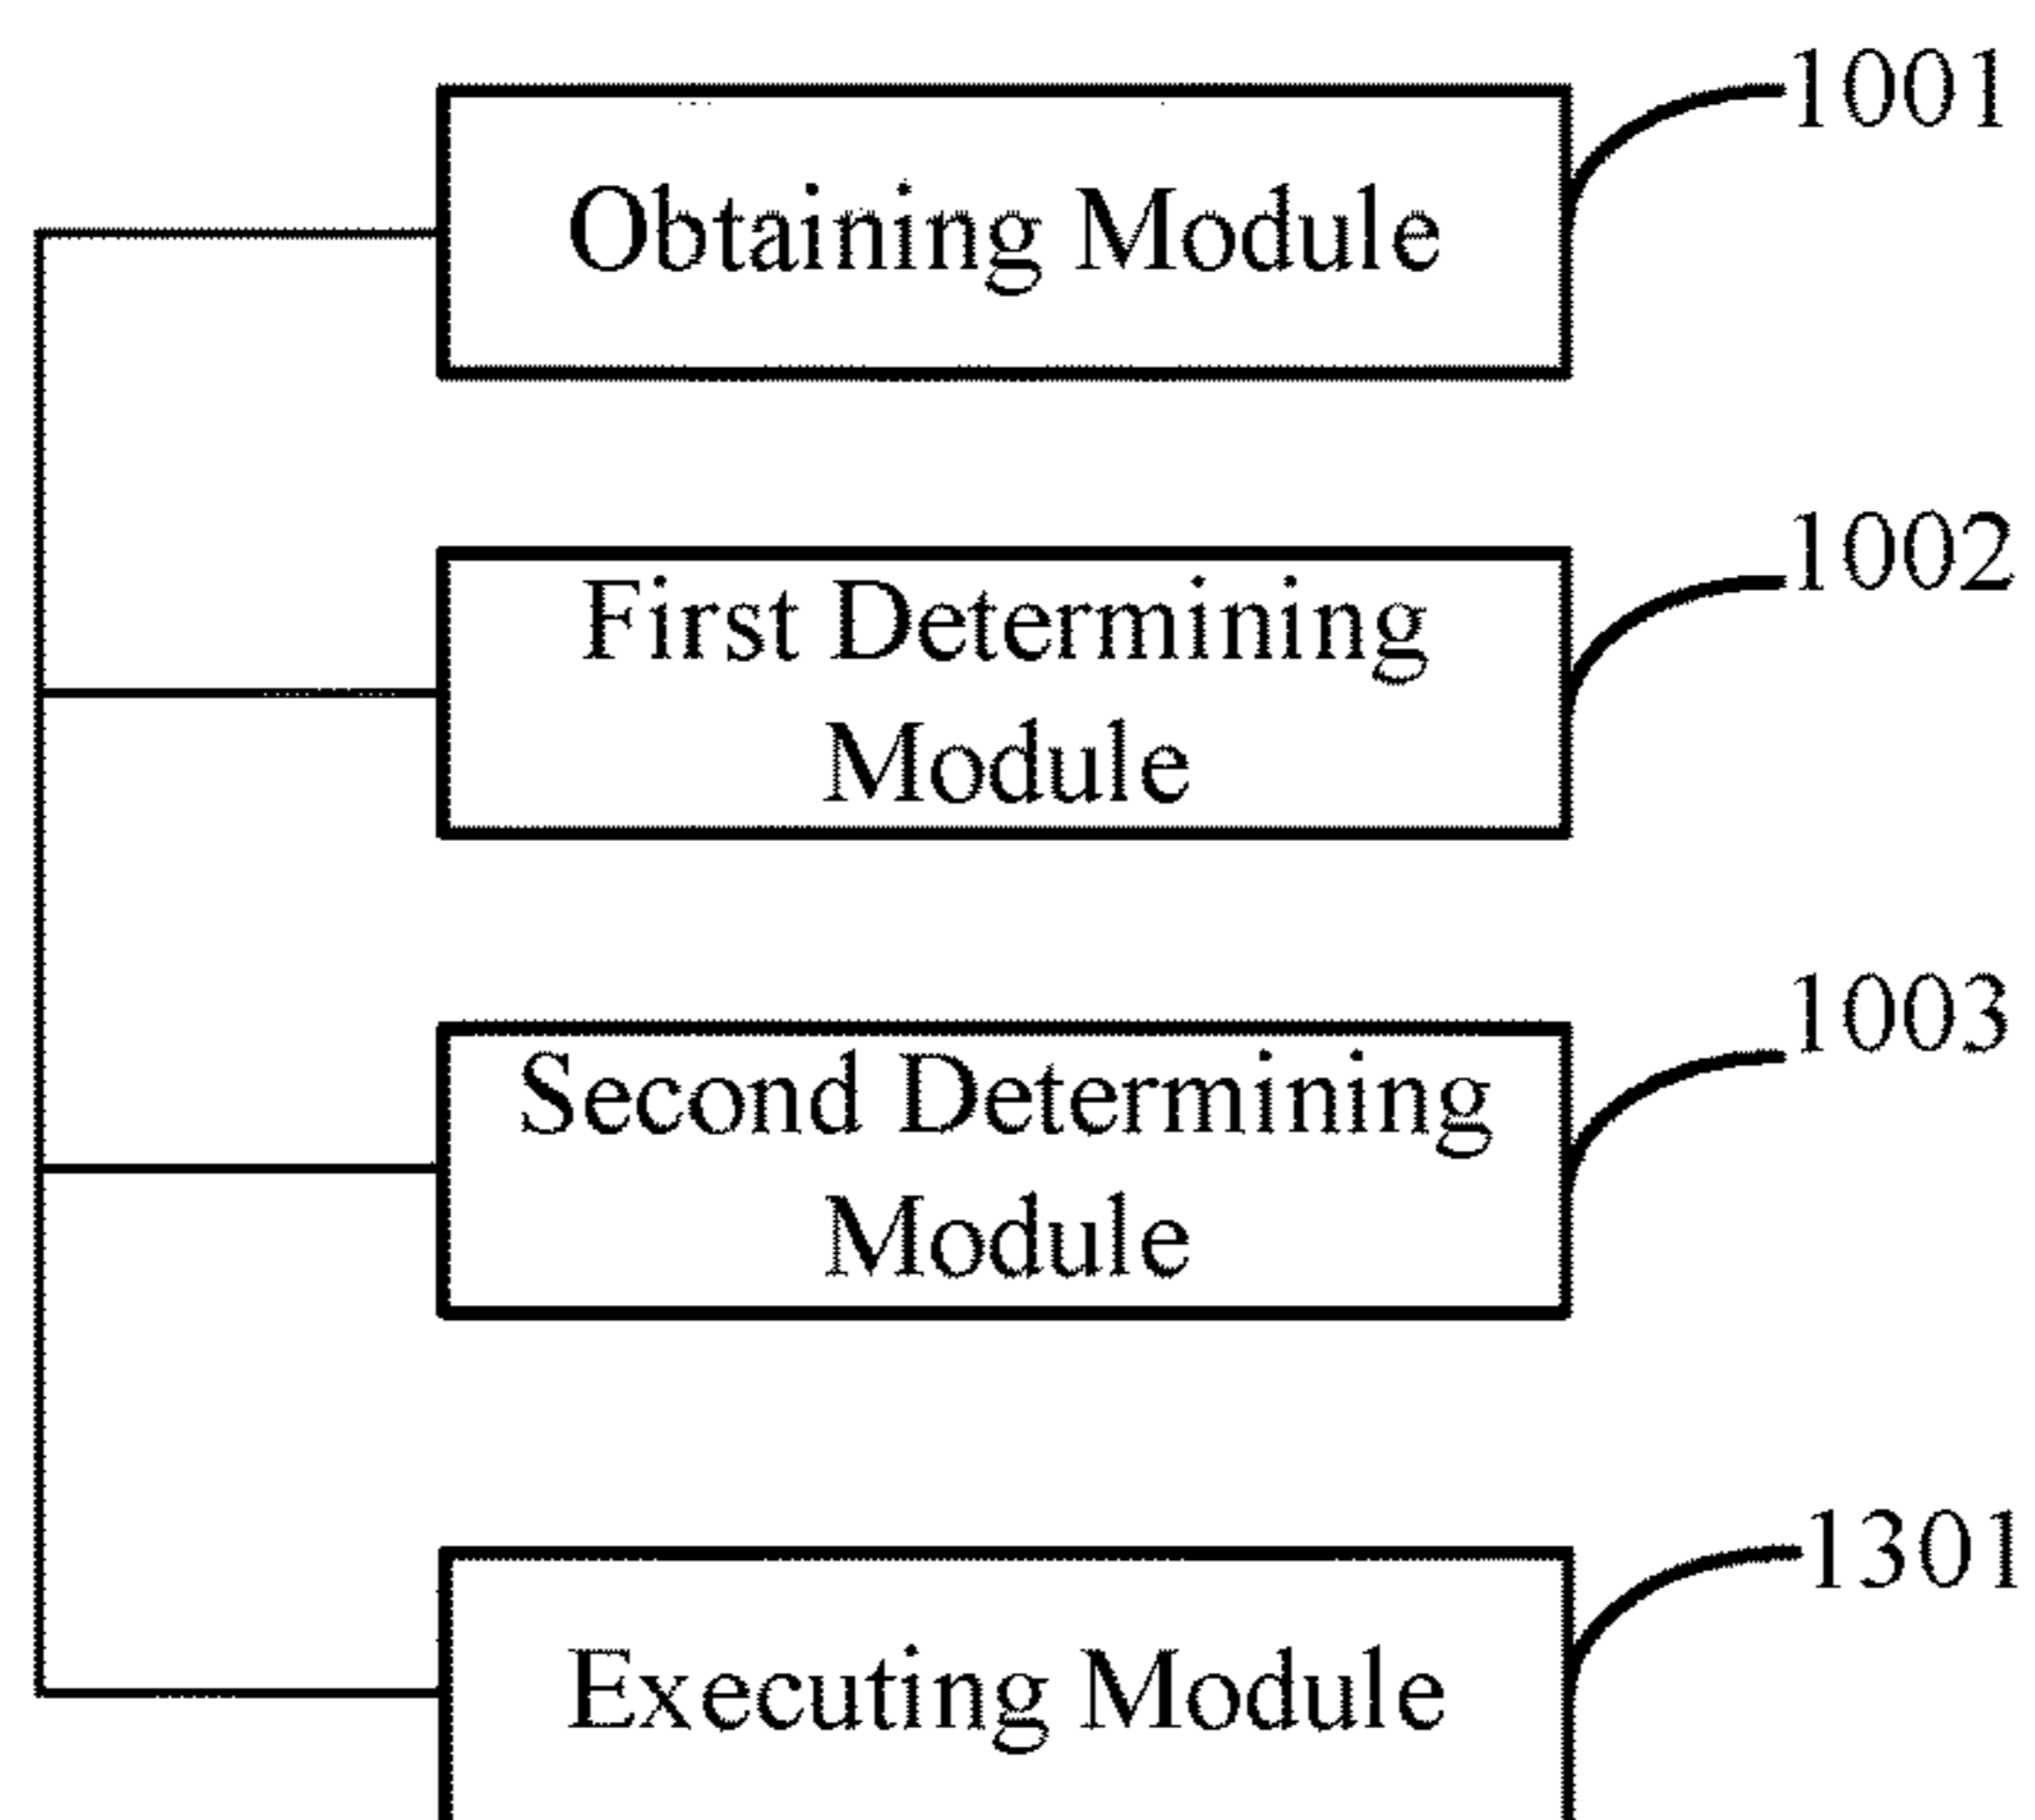 1001
Obtaining Module
1002
First Determining
Module
1003
Second Determining
Module
1301
Executing Module